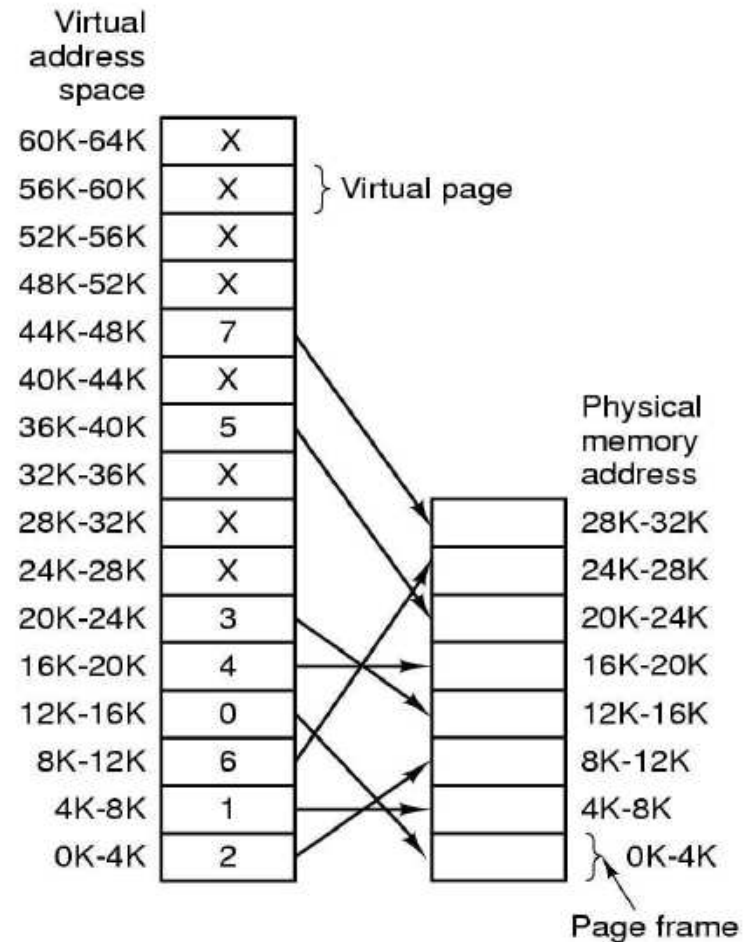 Virtual
address
space
60K-64K X
56K-60K X } Virtual page
52K-56K X
48K-52K X
44K-48K 7
40K-44K X
36K-40K 5
32K-36K X
28K-32K X
24K-28K X
20K-24K 3
16K-20K 4
12K-16K 0
8K-12K 6
4K-8K 1
0K-4K 2
Physical
memory
address
28K-32K
24K-28K
20K-24K
16K-20K
12K-16K
8K-12K
4K-8K
} 0K-4K
Page frame